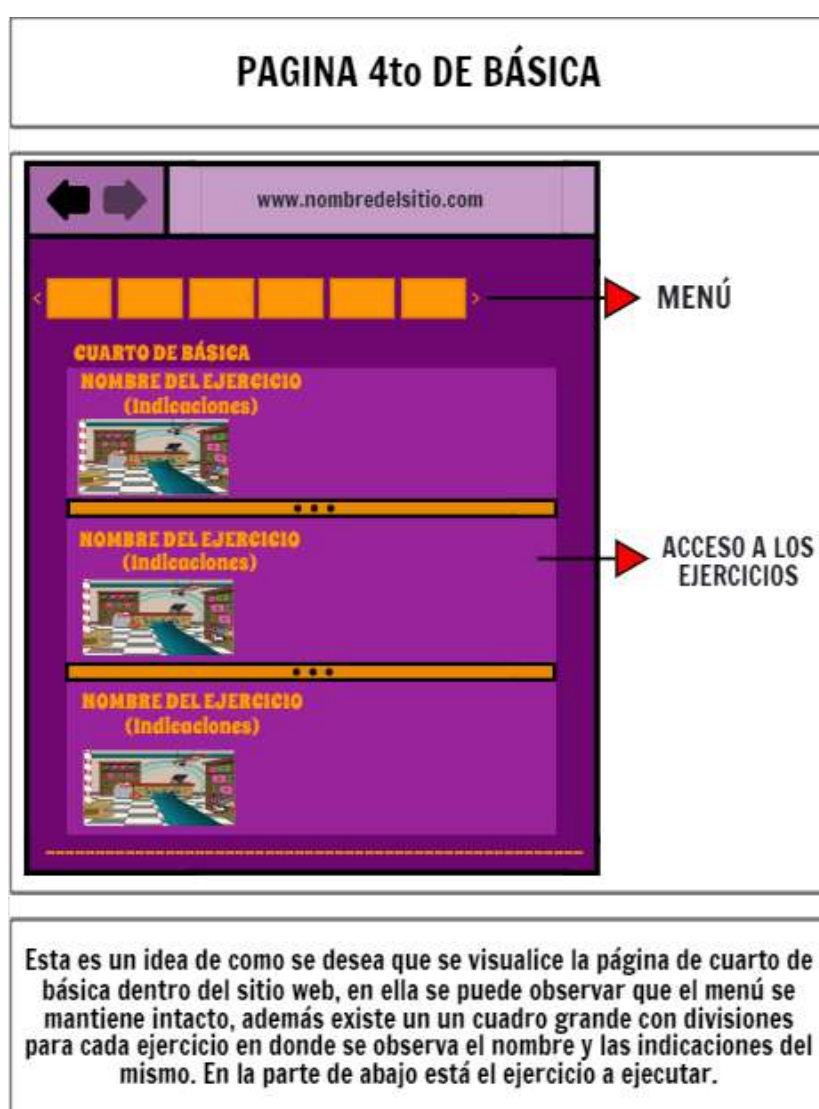 PAGINA 4to DE BÁSICA
www.nombredelsitio.com
< >
MENÚ
CUARTO DE BÁSICA
NOMBRE DEL EJERCICIO
(Indicaciones)
NOMBRE DEL EJERCICIO
(Indicaciones)
ACCESO A LOS
EJERCICIOS
NOMBRE DEL EJERCICIO
(Indicaciones)
Esta es un idea de como se desea que se visualice la página de cuarto de
básica dentro del sitio web, en ella se puede observar que el menú se
mantiene intacto, además existe un un cuadro grande con divisiones
para cada ejercicio en donde se observa el nombre y las indicaciones del
mismo. En la parte de abajo está el ejercicio a ejecutar.